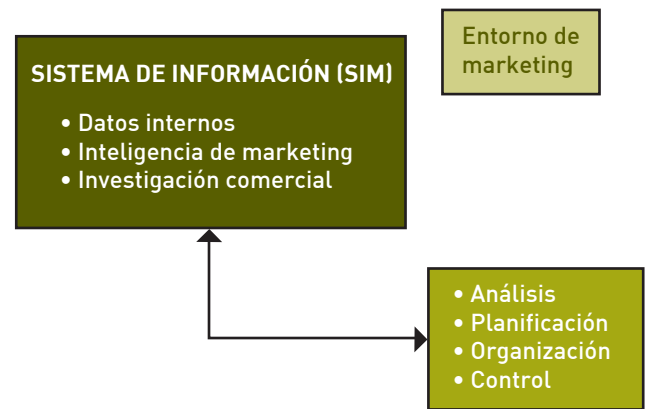 SISTEMA DE INFORMACIÓN (SIM)
• Datos internos
• Inteligencia de marketing
• Investigación comercial
Entorno de
marketing
• Análisis
• Planificación
• Organización
• Control